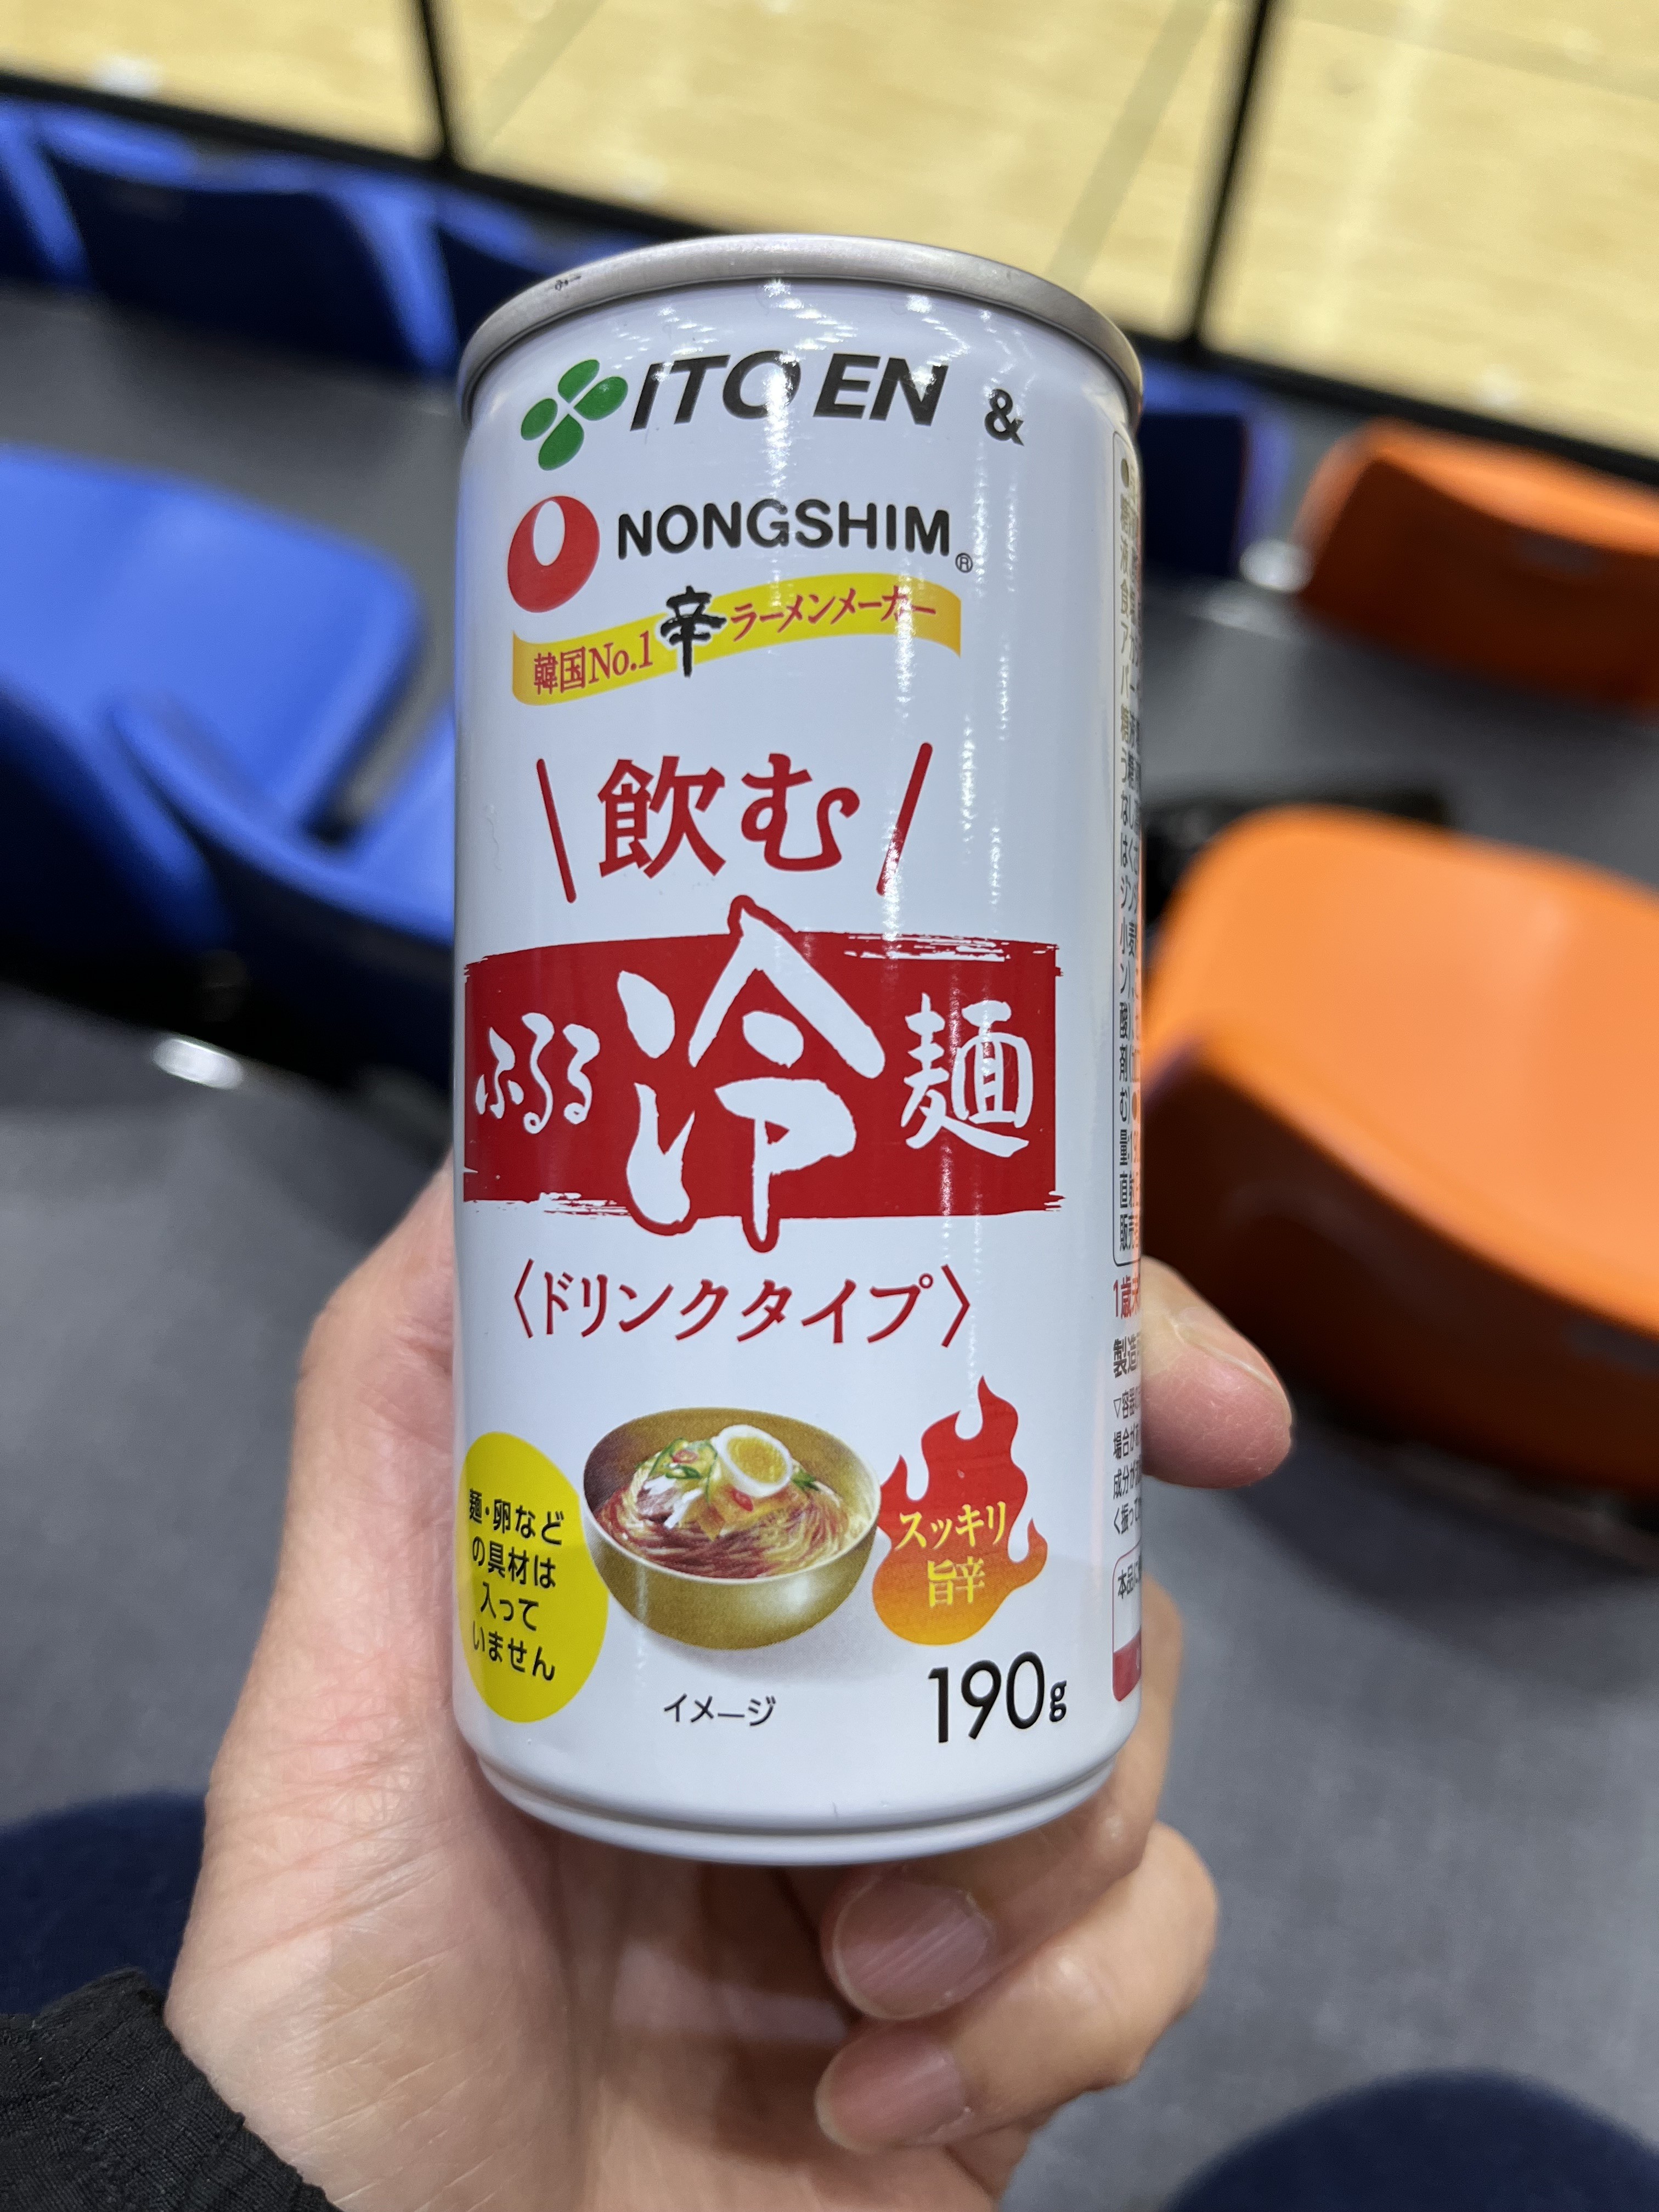 ITO EN &
NONGSHIM®
韓国No.1 辛ラーメンメーカー
飲む
ふるる冷麺
〈ドリンクタイプ〉
麺・卵など
の具材は
入って
いません
スッキリ
旨辛
イメージ
190g